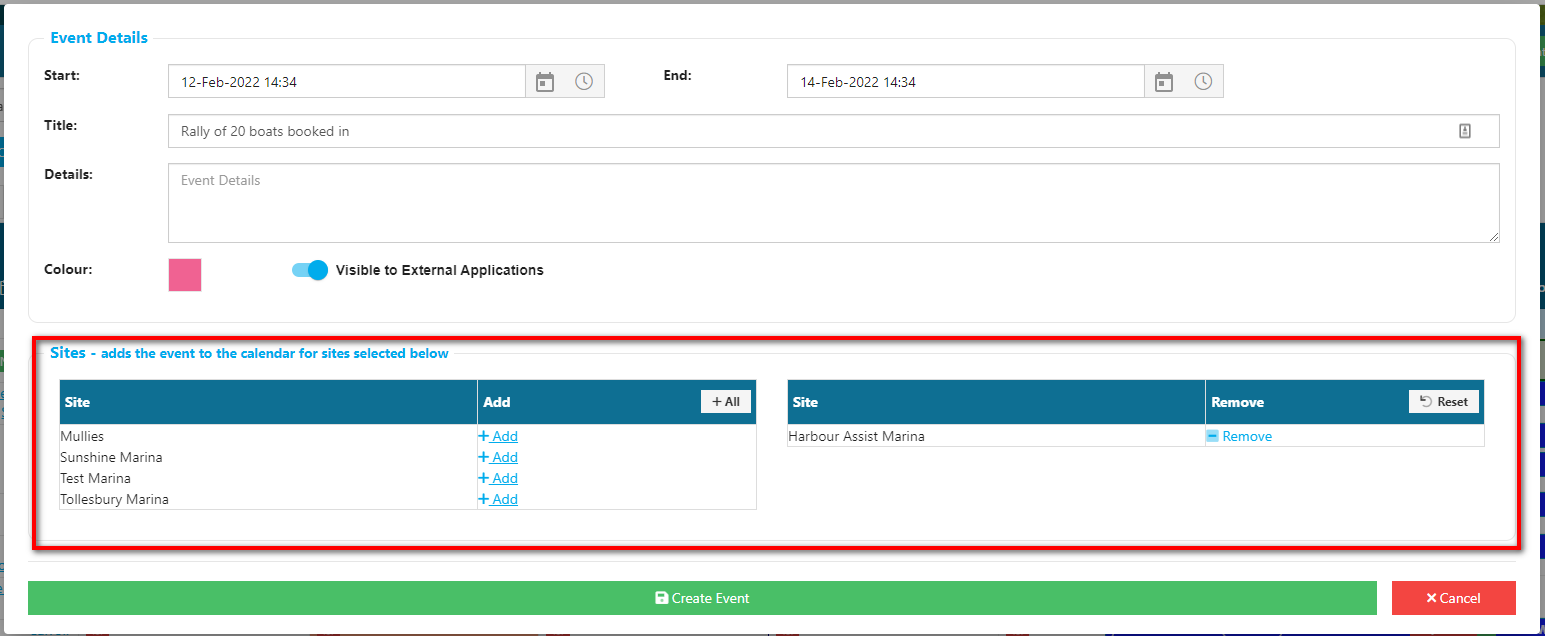 Event Details
Start: 12-Feb-2022 14:34 End: 14-Feb-2022 14:34
Title: Rally of 20 boats booked in
Details: Event Details
Colour: Visible to External Applications
Sites - adds the event to the calendar for sites selected below
Site Add + All Site Remove Reset
Mullies + Add Harbour Assist Marina Remove
Sunshine Marina + Add
Test Marina + Add
Tollesbury Marina + Add
Create Event × Cancel